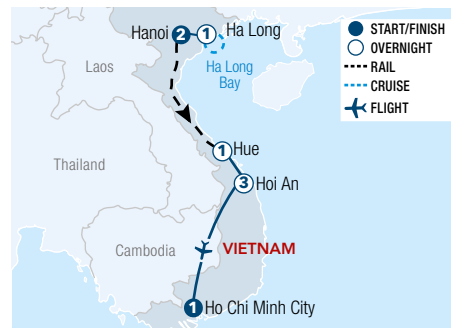 Hanoi 2 1 Ha Long
Ha Long
Bay
Laos
START/FINISH
OVERNIGHT
RAIL
CRUISE
FLIGHT
1 Hue
Thailand
3 Hoi An
Cambodia
VIETNAM
1 Ho Chi Minh City